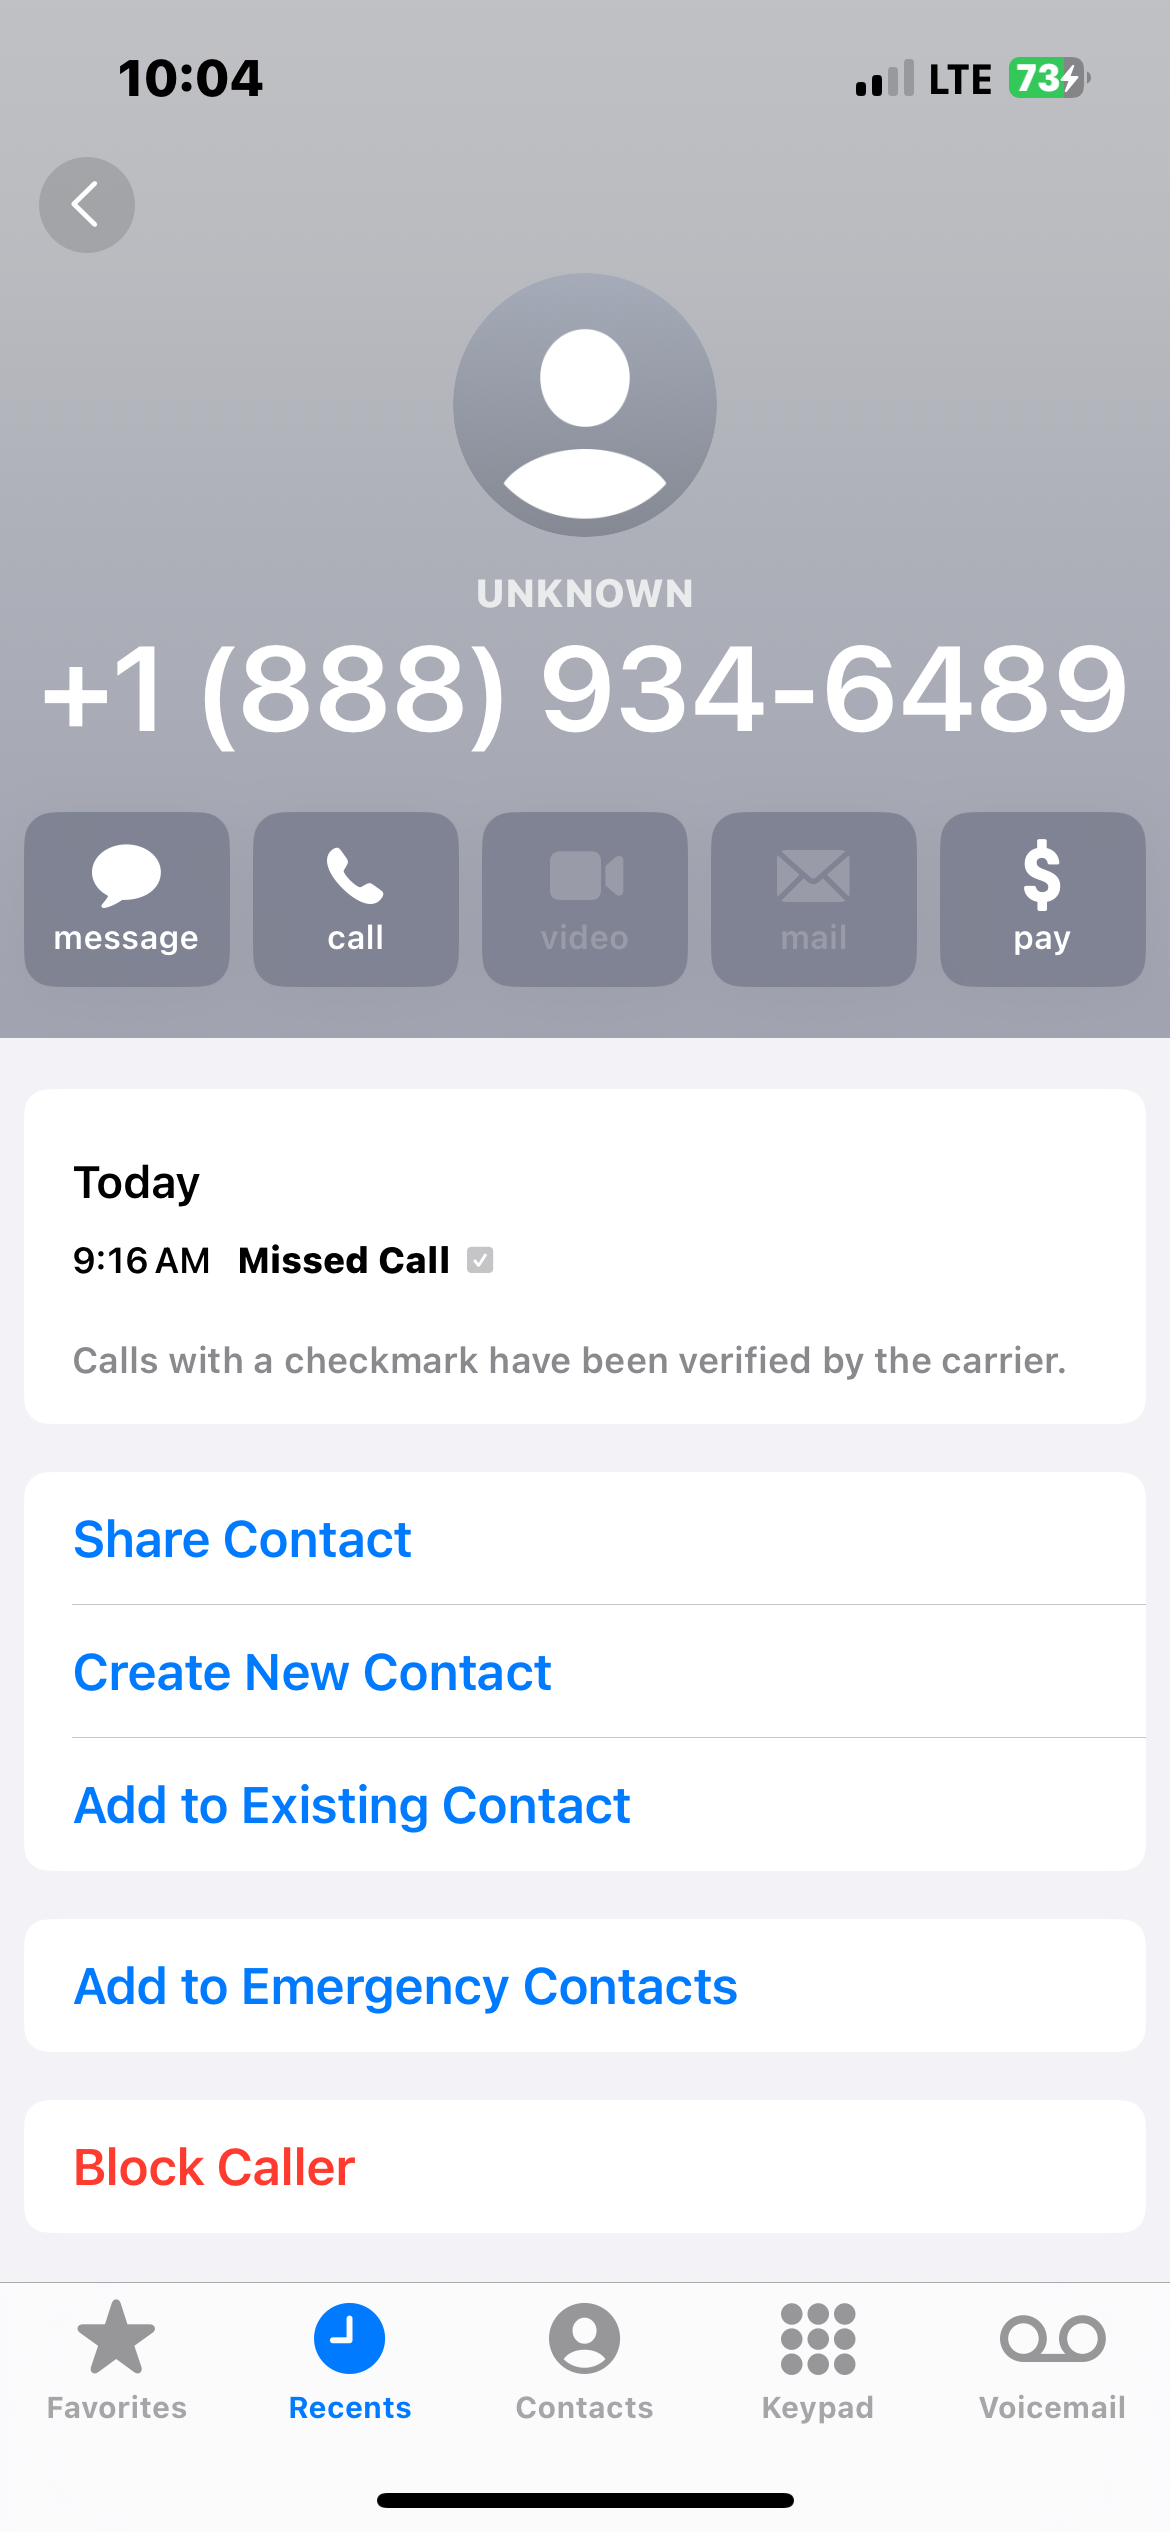 10:04 LTE 73
UNKNOWN
+1 (888) 934-6489
message call video mail pay
Today
9:16 AM Missed Call
Calls with a checkmark have been verified by the carrier.
Share Contact
Create New Contact
Add to Existing Contact
Add to Emergency Contacts
Block Caller
Favorites Recents Contacts Keypad Voicemail